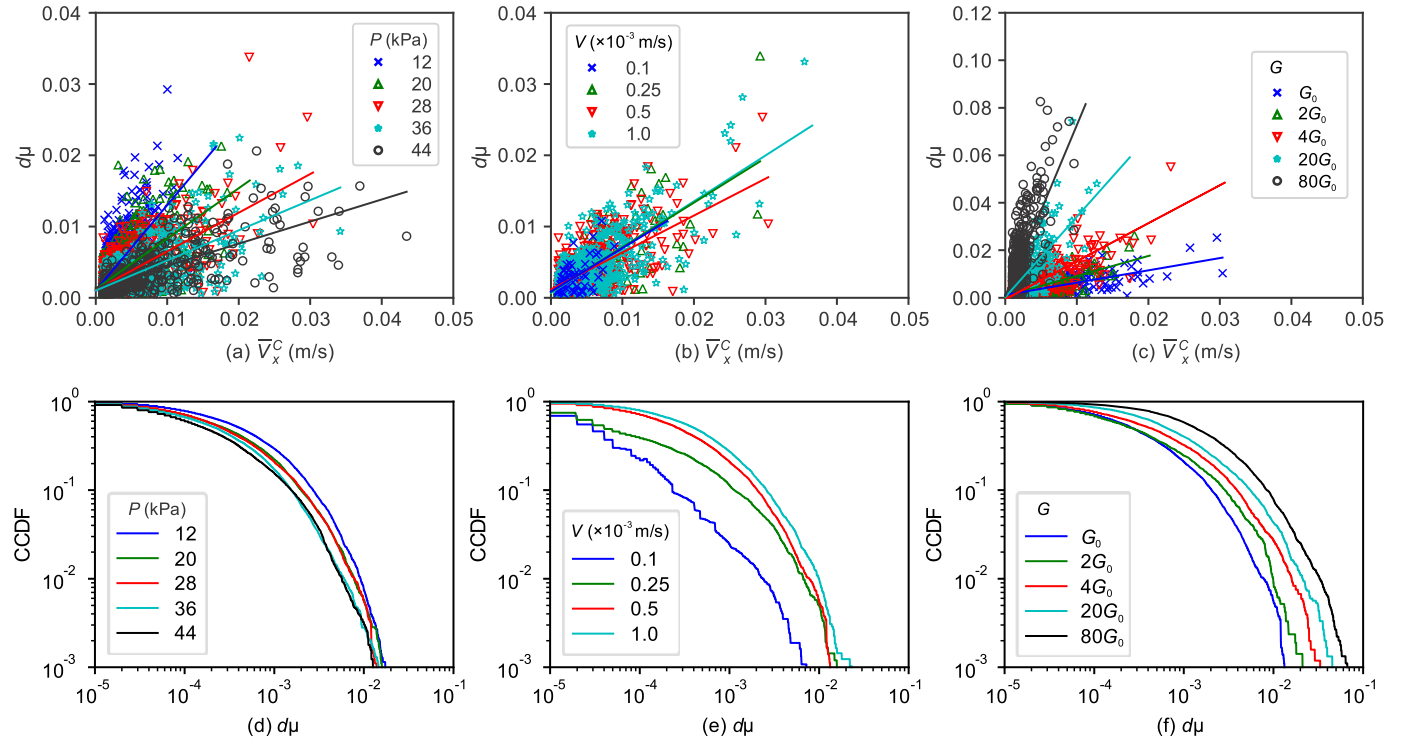 0.04
0.03
0.02
0.01
0.00
dμ
P (kPa)
12
20
28
36
44
0.00 0.01 0.02 0.03 0.04 0.05
(a) V̅ₓᶜ (m/s)
0.04
0.03
0.02
0.01
0.00
dμ
V (×10⁻³ m/s)
0.1
0.25
0.5
1.0
0.00 0.01 0.02 0.03 0.04 0.05
(b) V̅ₓᶜ (m/s)
0.12
0.10
0.08
0.06
0.04
0.02
0.00
dμ
G
G₀
2G₀
4G₀
20G₀
80G₀
0.00 0.01 0.02 0.03 0.04 0.05
(c) V̅ₓᶜ (m/s)
10⁰
10⁻¹
10⁻²
10⁻³
CCDF
P (kPa)
12
20
28
36
44
10⁻⁵ 10⁻⁴ 10⁻³ 10⁻² 10⁻¹
(d) dμ
10⁰
10⁻¹
10⁻²
10⁻³
CCDF
V (×10⁻³ m/s)
0.1
0.25
0.5
1.0
10⁻⁵ 10⁻⁴ 10⁻³ 10⁻² 10⁻¹
(e) dμ
10⁰
10⁻¹
10⁻²
10⁻³
CCDF
G
G₀
2G₀
4G₀
20G₀
80G₀
10⁻⁵ 10⁻⁴ 10⁻³ 10⁻² 10⁻¹
(f) dμ